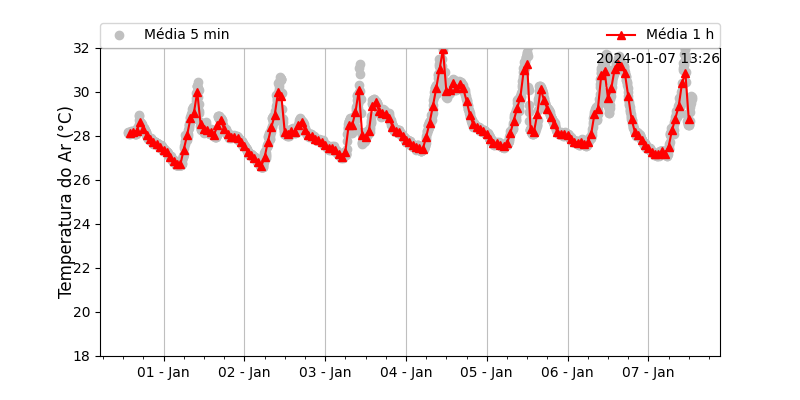 Média 5 min
Média 1 h
2024-01-07 13:26
Temperatura do Ar (°C)
32
30
28
26
24
22
20
18
01 - Jan
02 - Jan
03 - Jan
04 - Jan
05 - Jan
06 - Jan
07 - Jan